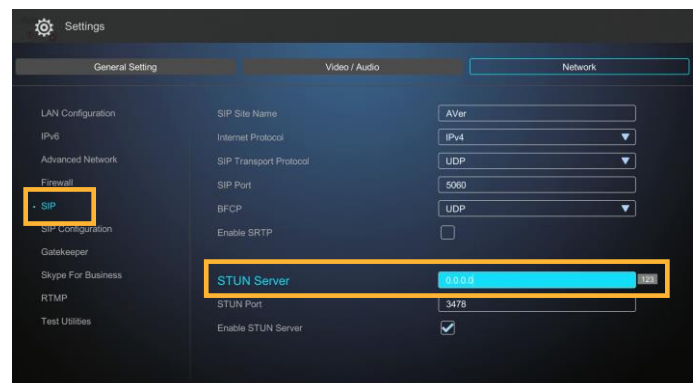 Settings
General Setting Video / Audio Network
LAN Configuration SIP Site Name AVer
IPv6 Internet Protocol IPv4
Advanced Network SIP Transport Protocol UDP
Firewall SIP Port 5060
SIP BFCP UDP
SIP Configuration Enable SRTP
Gatekeeper
Skype For Business STUN Server 0.0.0.0 123
RTMP STUN Port 3478
Test Utilities Enable STUN Server